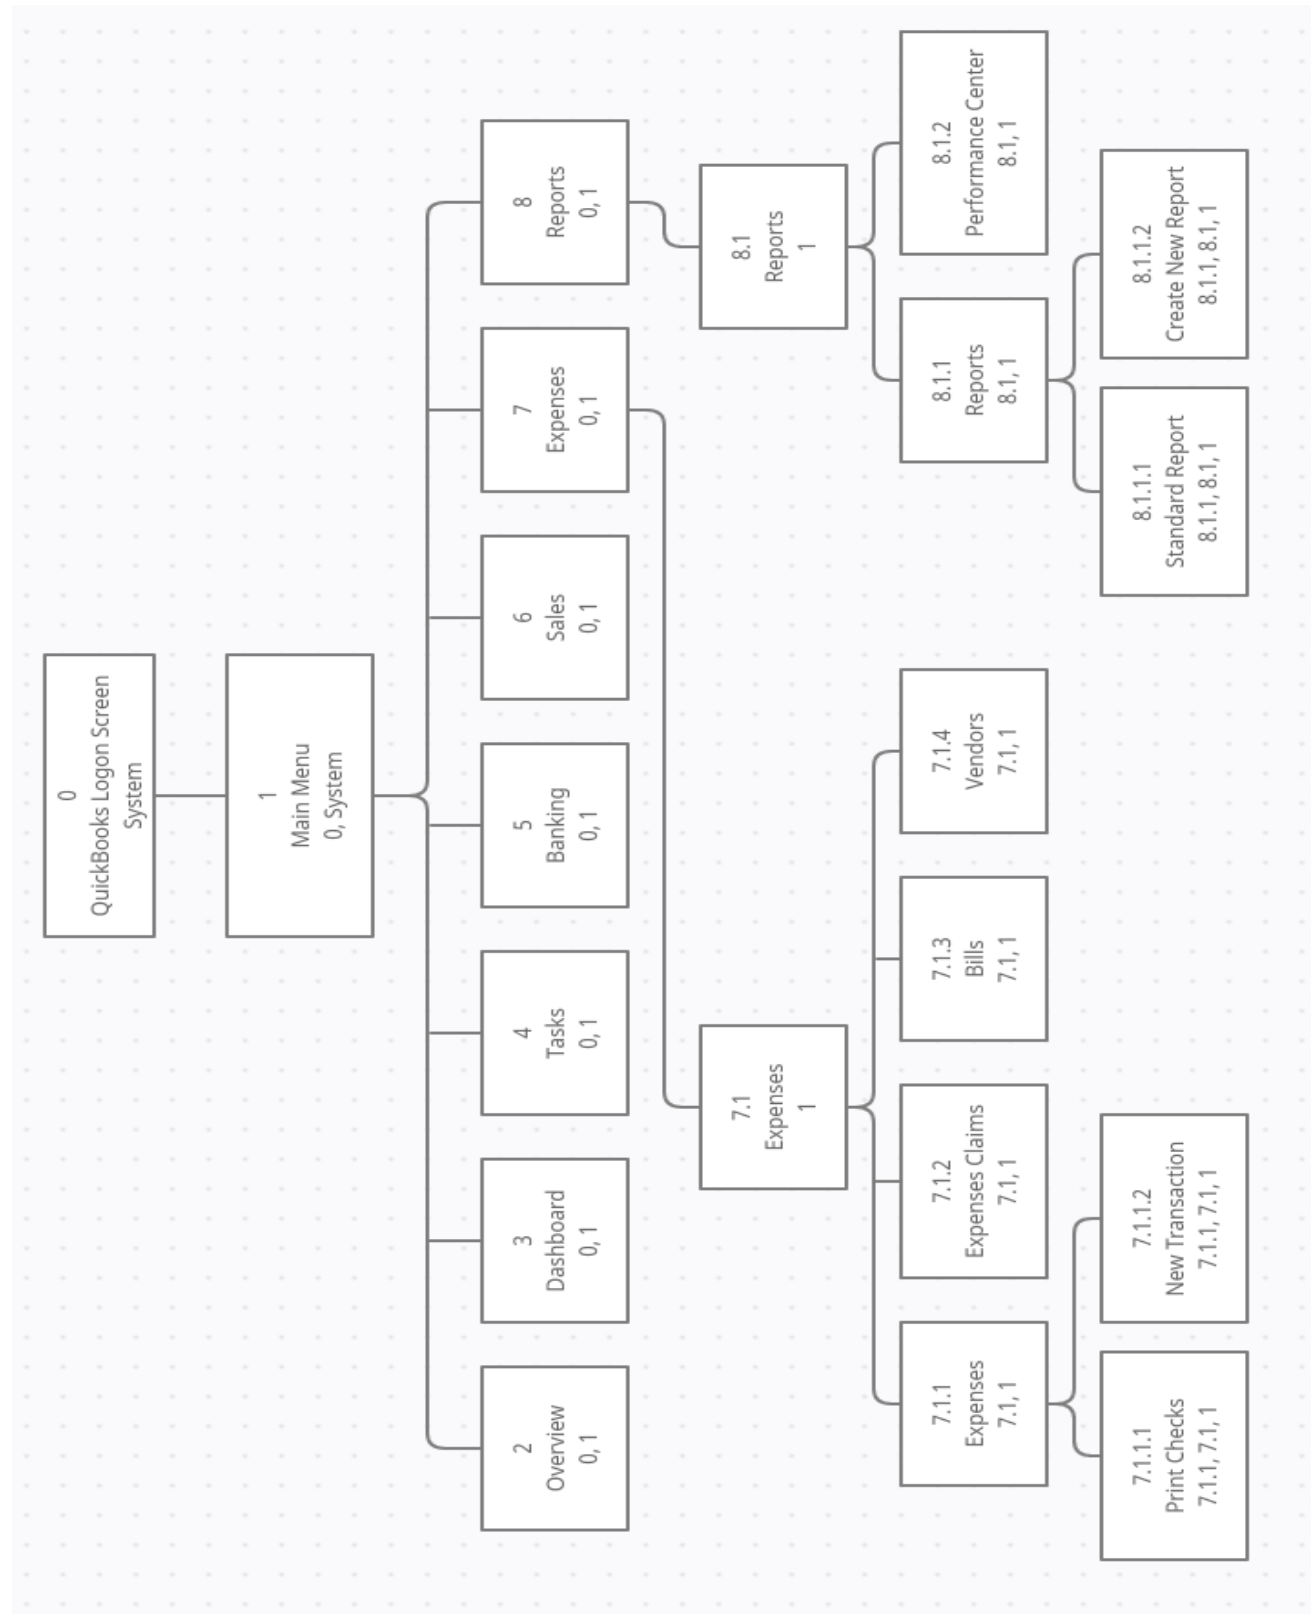 0
QuickBooks Logon Screen
System
1
Main Menu
0, System
2
Overview
0, 1
3
Dashboard
0, 1
4
Tasks
0, 1
5
Banking
0, 1
6
Sales
0, 1
7
Expenses
0, 1
8
Reports
0, 1
7.1
Expenses
1
8.1
Reports
1
7.1.1
Expenses
7.1, 1
7.1.2
Expenses Claims
7.1, 1
7.1.3
Bills
7.1, 1
7.1.4
Vendors
7.1, 1
8.1.1
Reports
8.1, 1
8.1.2
Performance Center
8.1, 1
7.1.1.1
Print Checks
7.1.1, 7.1, 1
7.1.1.2
New Transaction
7.1.1, 7.1, 1
8.1.1.1
Standard Report
8.1.1, 8.1, 1
8.1.1.2
Create New Report
8.1.1, 8.1, 1